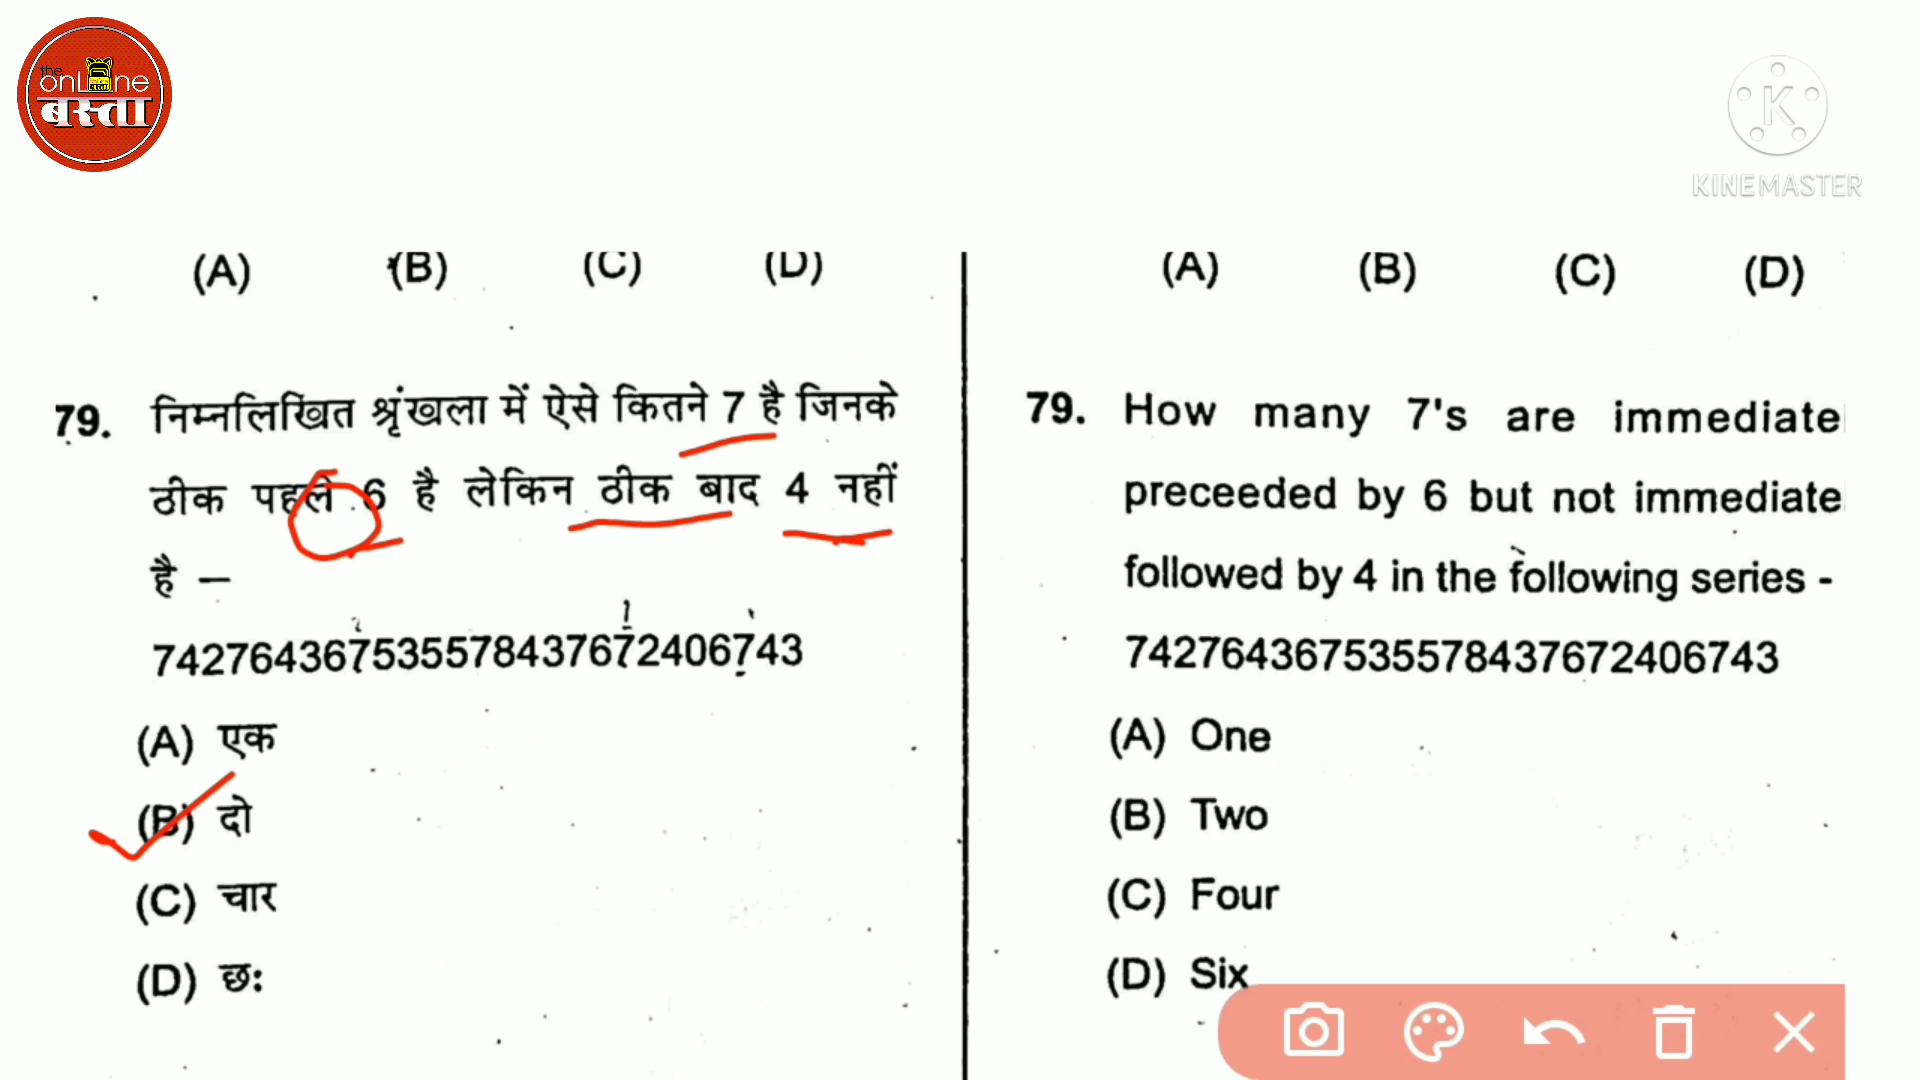 the
onLine
बस्ता
K
KINEMASTER
(A) (B) (C) (D)
79. निम्नलिखित श्रृंखला में ऐसे कितने 7 है जिनके
ठीक पहले 6 है लेकिन ठीक बाद 4 नहीं
है –
742764367535578437672406743
(A) एक
(B) दो
(C) चार
(D) छः
(A) (B) (C) (D)
79. How many 7's are immediate
preceeded by 6 but not immediate
followed by 4 in the following series -
742764367535578437672406743
(A) One
(B) Two
(C) Four
(D) Six